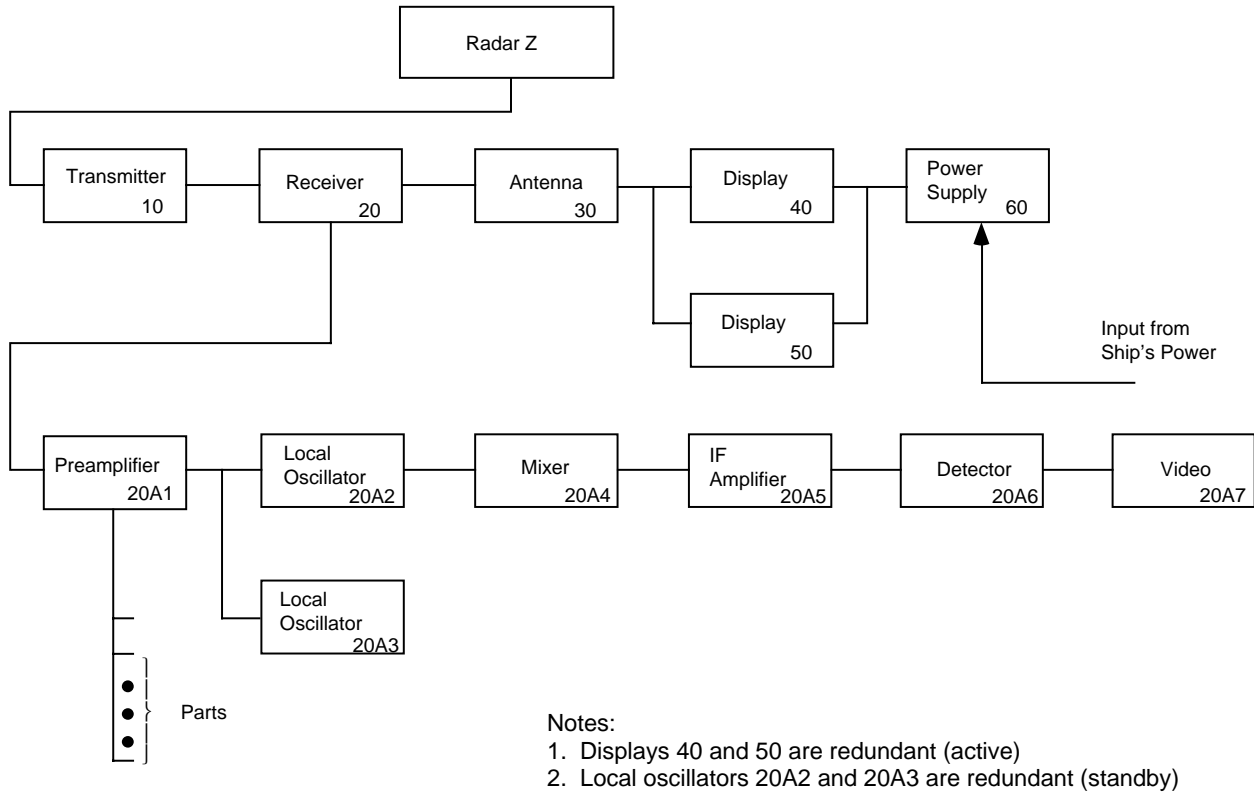 Radar Z
Transmitter
10
Receiver
20
Antenna
30
Display
40
Power
Supply
60
Display
50
Input from
Ship's Power
Preamplifier
20A1
Local
Oscillator
20A2
Mixer
20A4
IF
Amplifier
20A5
Detector
20A6
Video
20A7
Local
Oscillator
20A3
Parts
Notes:
1. Displays 40 and 50 are redundant (active)
2. Local oscillators 20A2 and 20A3 are redundant (standby)